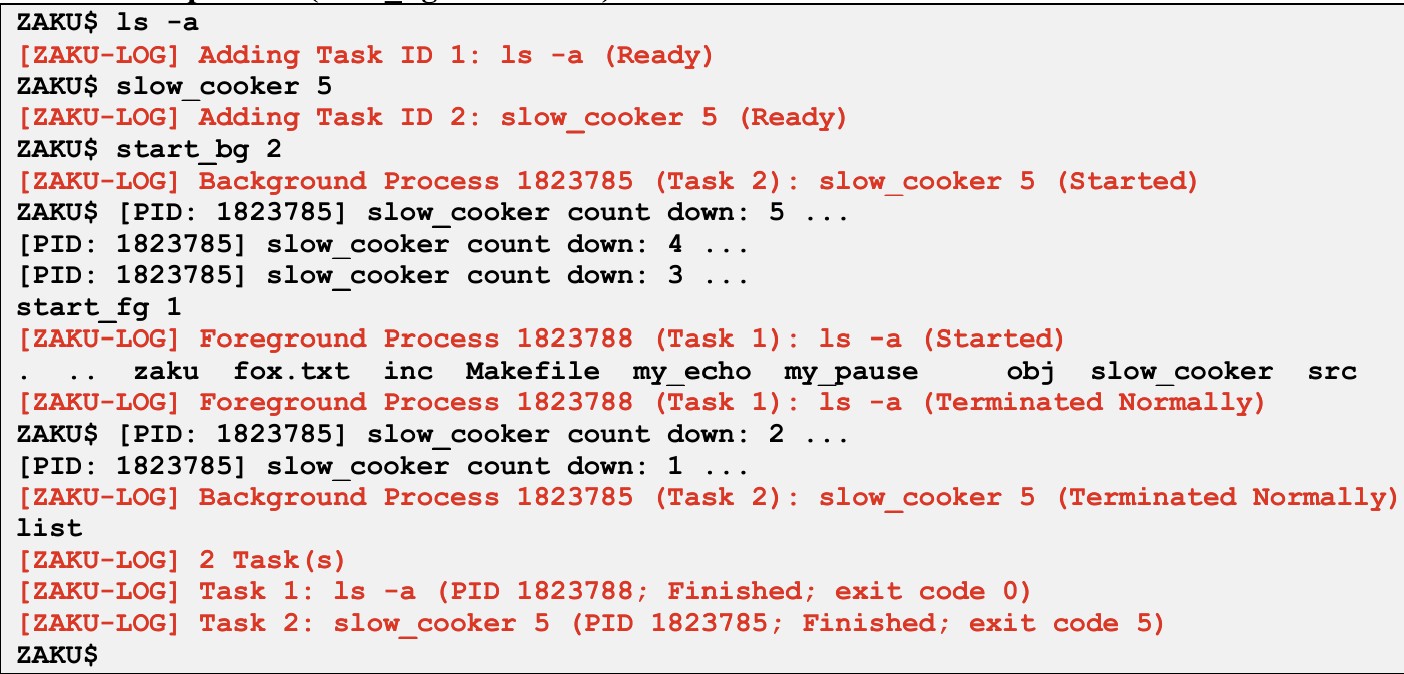 ZAKU$ ls -a
[ZAKU-LOG] Adding Task ID 1: ls -a (Ready)
ZAKU$ slow_cooker 5
[ZAKU-LOG] Adding Task ID 2: slow_cooker 5 (Ready)
ZAKU$ start_bg 2
[ZAKU-LOG] Background Process 1823785 (Task 2): slow_cooker 5 (Started)
ZAKU$ [PID: 1823785] slow_cooker count down: 5 ...
[PID: 1823785] slow_cooker count down: 4 ...
[PID: 1823785] slow_cooker count down: 3 ...
start_fg 1
[ZAKU-LOG] Foreground Process 1823788 (Task 1): ls -a (Started)
.  ..  zaku  fox.txt  inc  Makefile  my_echo  my_pause     obj  slow_cooker  src
[ZAKU-LOG] Foreground Process 1823788 (Task 1): ls -a (Terminated Normally)
ZAKU$ [PID: 1823785] slow_cooker count down: 2 ...
[PID: 1823785] slow_cooker count down: 1 ...
[ZAKU-LOG] Background Process 1823785 (Task 2): slow_cooker 5 (Terminated Normally)
list
[ZAKU-LOG] 2 Task(s)
[ZAKU-LOG] Task 1: ls -a (PID 1823788; Finished; exit code 0)
[ZAKU-LOG] Task 2: slow_cooker 5 (PID 1823785; Finished; exit code 5)
ZAKU$